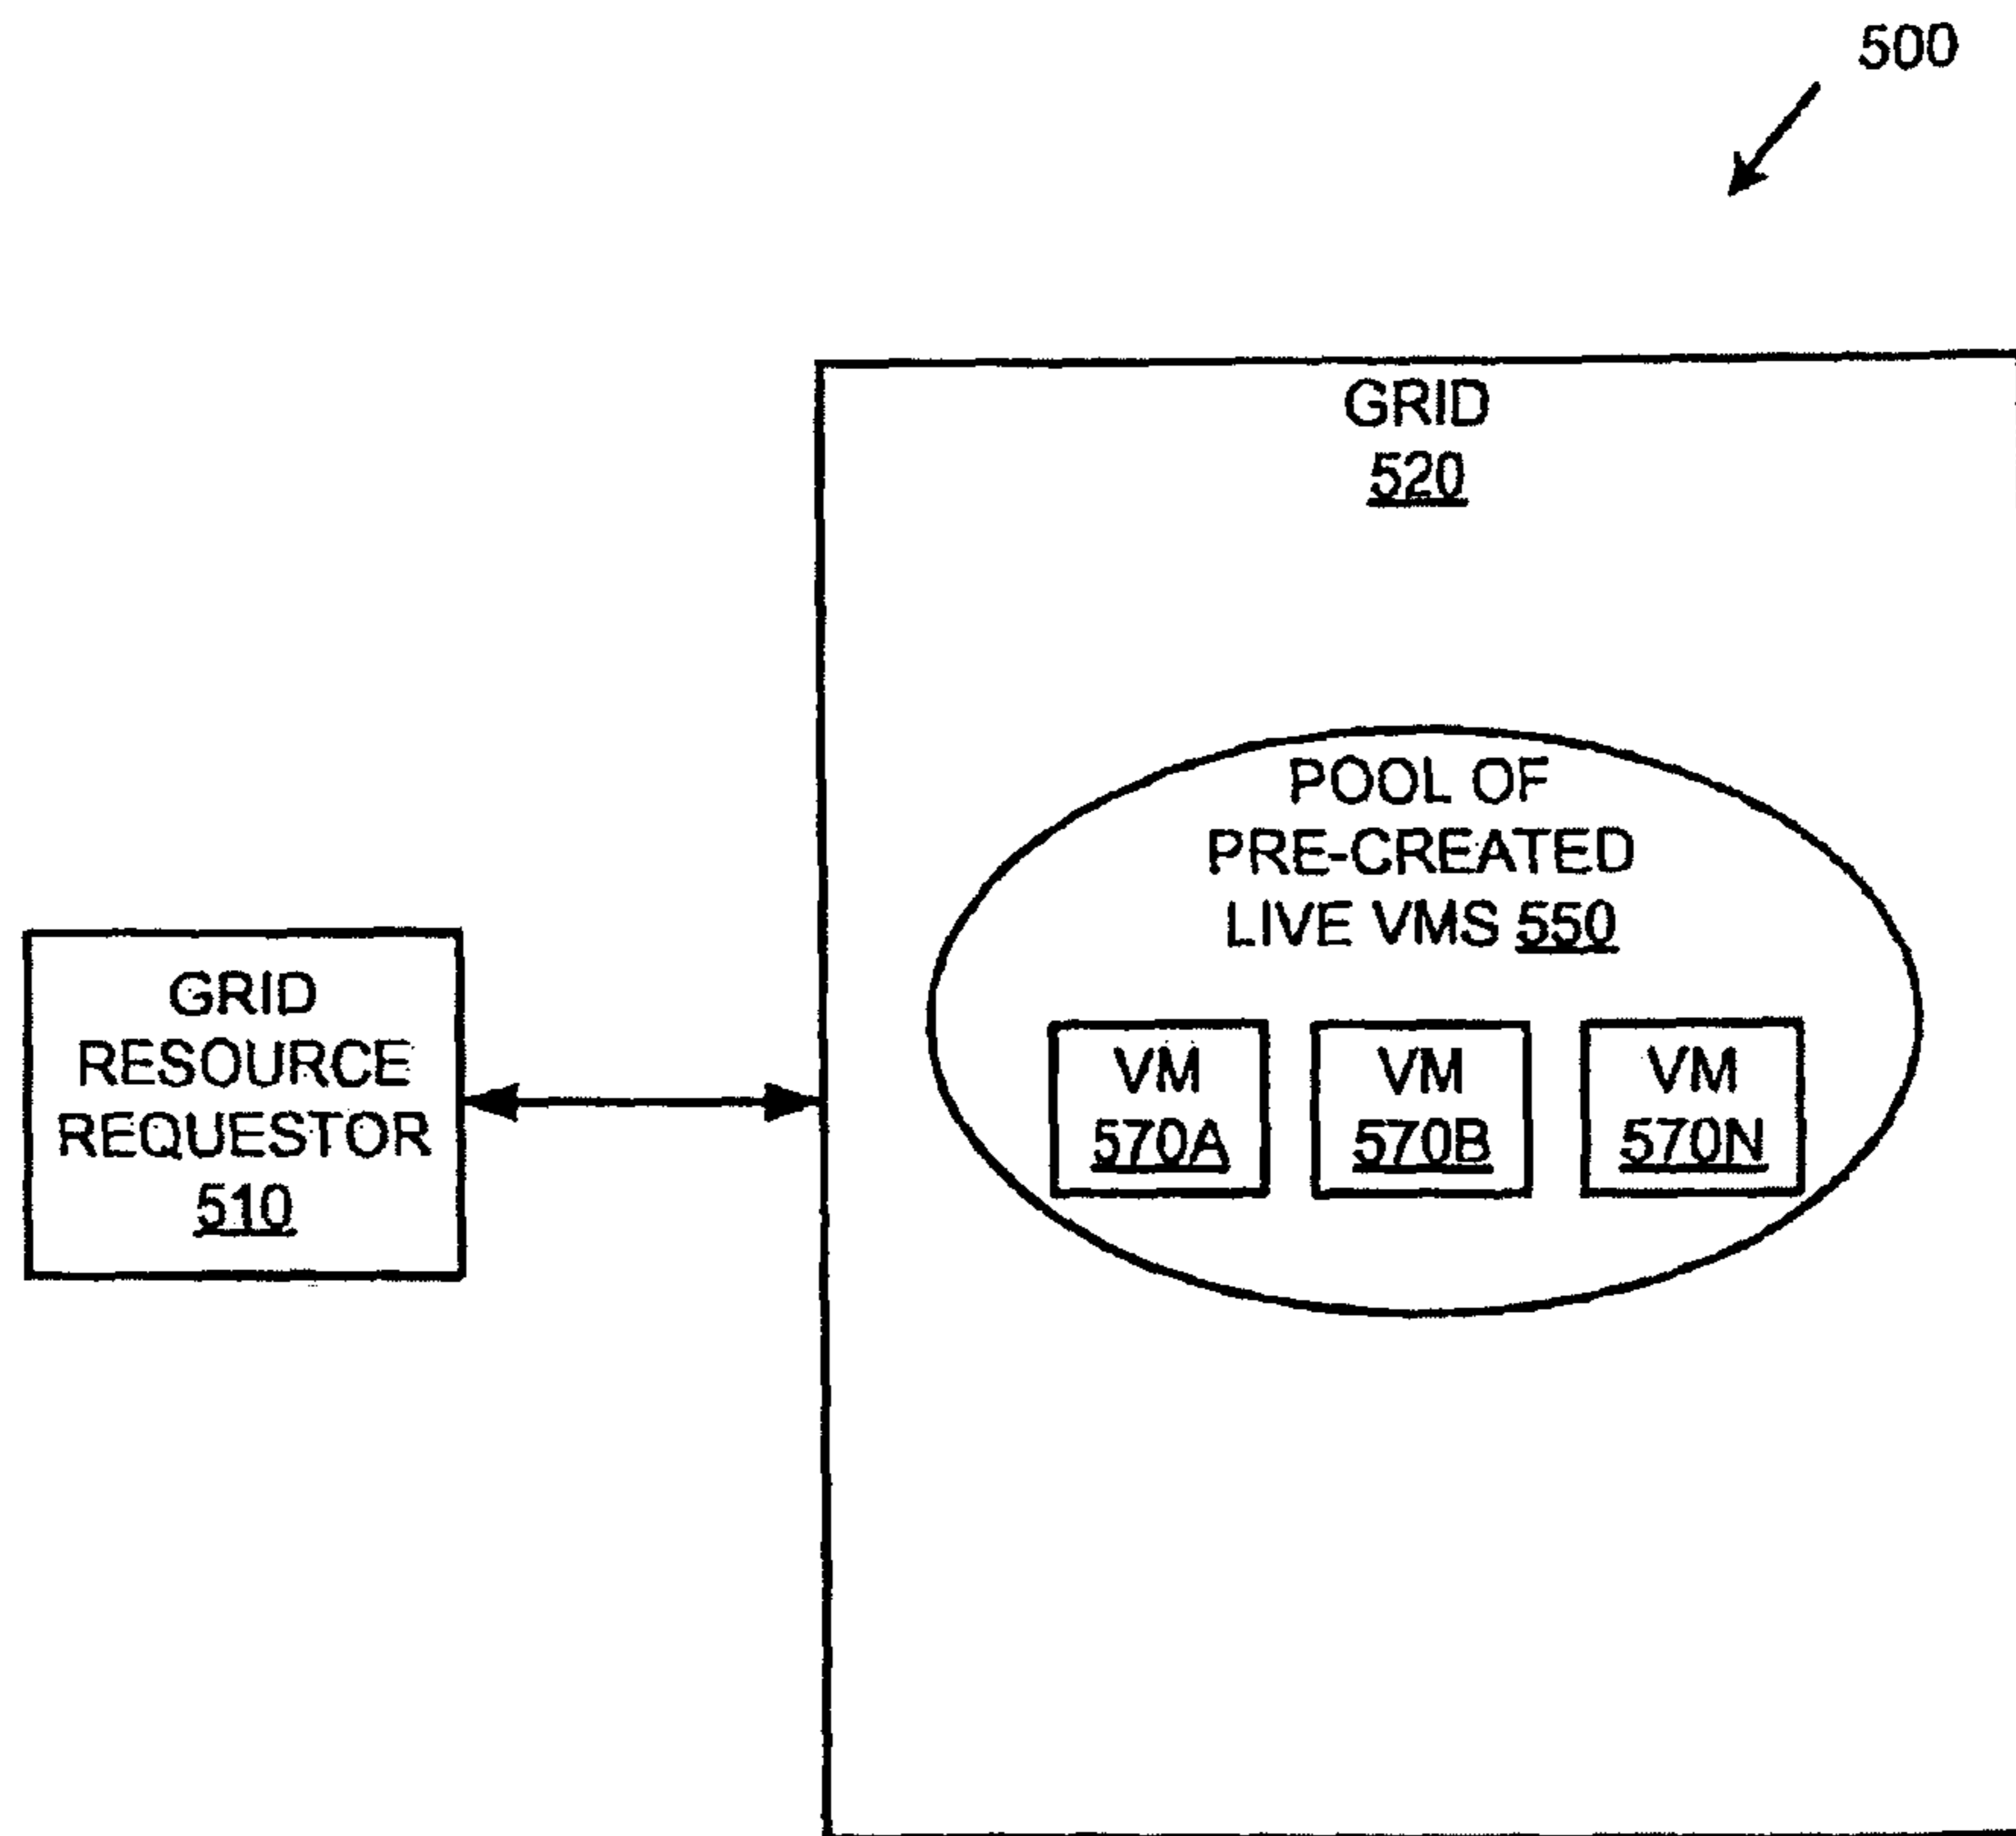 500
GRID
520
POOL OF
PRE-CREATED
LIVE VMS 550
GRID
RESOURCE
REQUESTOR
510
VM
570A
VM
570B
VM
570N